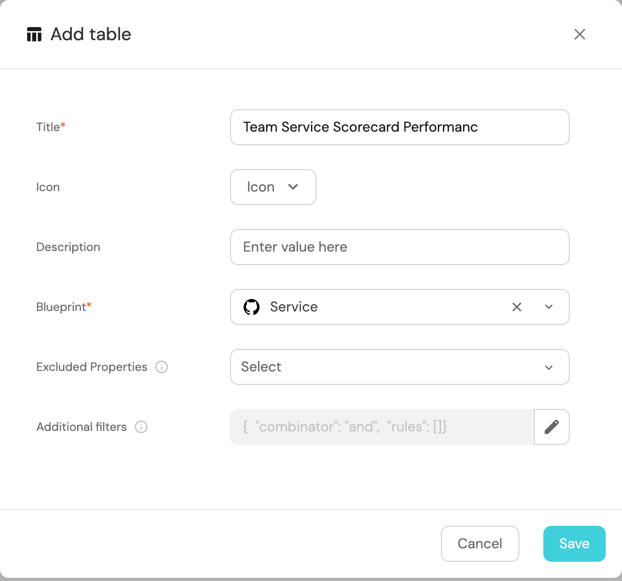 Add table
Title*
Team Service Scorecard Performanc
Icon
Icon
Description
Enter value here
Blueprint*
Service
Excluded Properties
Select
Additional filters
{ "combinator": "and", "rules": []}
Cancel
Save